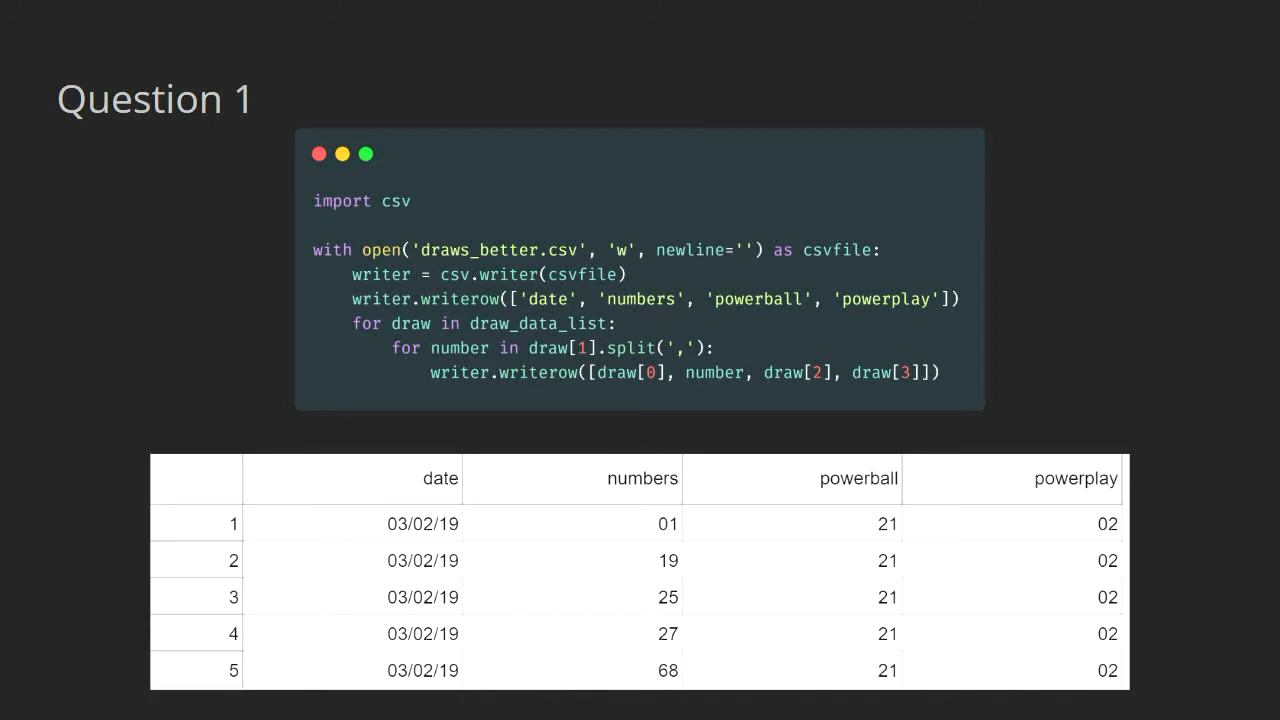 Question 1
import csv
with open('draws_better.csv', 'w', newline='') as csvfile:
    writer = csv.writer(csvfile)
    writer.writerow(['date', 'numbers', 'powerball', 'powerplay'])
    for draw in draw_data_list:
        for number in draw[1].split(','):
            writer.writerow([draw[0], number, draw[2], draw[3]])
date numbers powerball powerplay
1 03/02/19 01 21 02
2 03/02/19 19 21 02
3 03/02/19 25 21 02
4 03/02/19 27 21 02
5 03/02/19 68 21 02